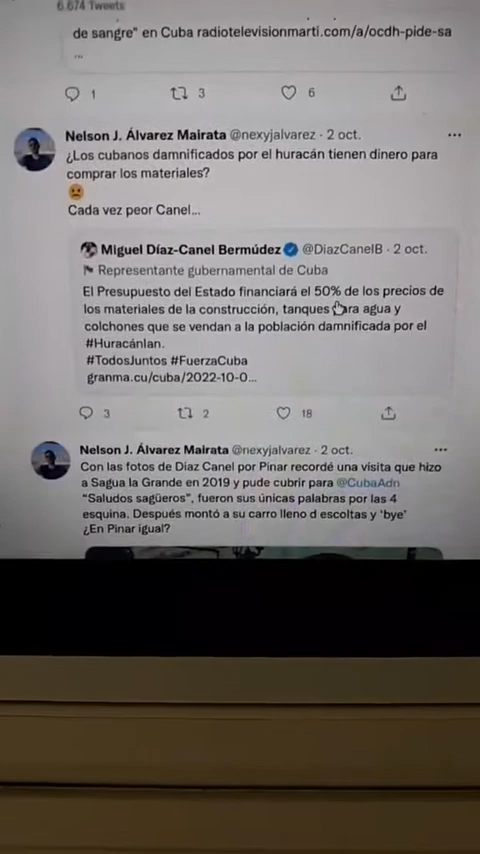 6.674 Tweets
de sangre" en Cuba radiotelevisionmarti.com/a/ocdh-pide-sa
...
1 3 6
Nelson J. Álvarez Mairata @nexyjalvarez · 2 oct.
¿Los cubanos damnificados por el huracán tienen dinero para
comprar los materiales?
Cada vez peor Canel...
Miguel Díaz-Canel Bermúdez @DiazCanelB · 2 oct.
Representante gubernamental de Cuba
El Presupuesto del Estado financiará el 50% de los precios de
los materiales de la construcción, tanques ara agua y
colchones que se vendan a la población damnificada por el
#HuracánIan.
#TodosJuntos #FuerzaCuba
granma.cu/cuba/2022-10-0...
3 2 18
Nelson J. Álvarez Mairata @nexyjalvarez · 2 oct.
Con las fotos de Díaz Canel por Pinar recordé una visita que hizo
a Sagua la Grande en 2019 y pude cubrir para @CubaAdn
"Saludos sagüeros", fueron sus únicas palabras por las 4
esquina. Después montó a su carro lleno d escoltas y 'bye'
¿En Pinar igual?